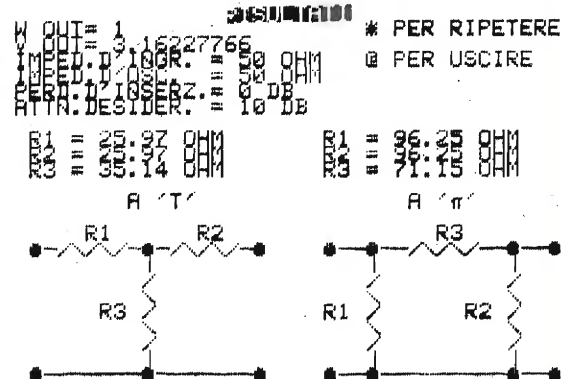 RISULTATI
W OUT= 1
V OUT= 3.16227766
IMPED.D'INGR. = 50 OHM
IMPED.D'USC. = 50 OHM
PERD.D'INSERZ.= 0 DB
ATTN.DESIDER. = 10 DB
* PER RIPETERE
@ PER USCIRE
R1 = 25.97 OHM
R2 = 25.97 OHM
R3 = 35.14 OHM
R1 = 96.25 OHM
R2 = 96.25 OHM
R3 = 71.15 OHM
A 'T'
A 'π'
R1 R2
R3
R3
R1 R2